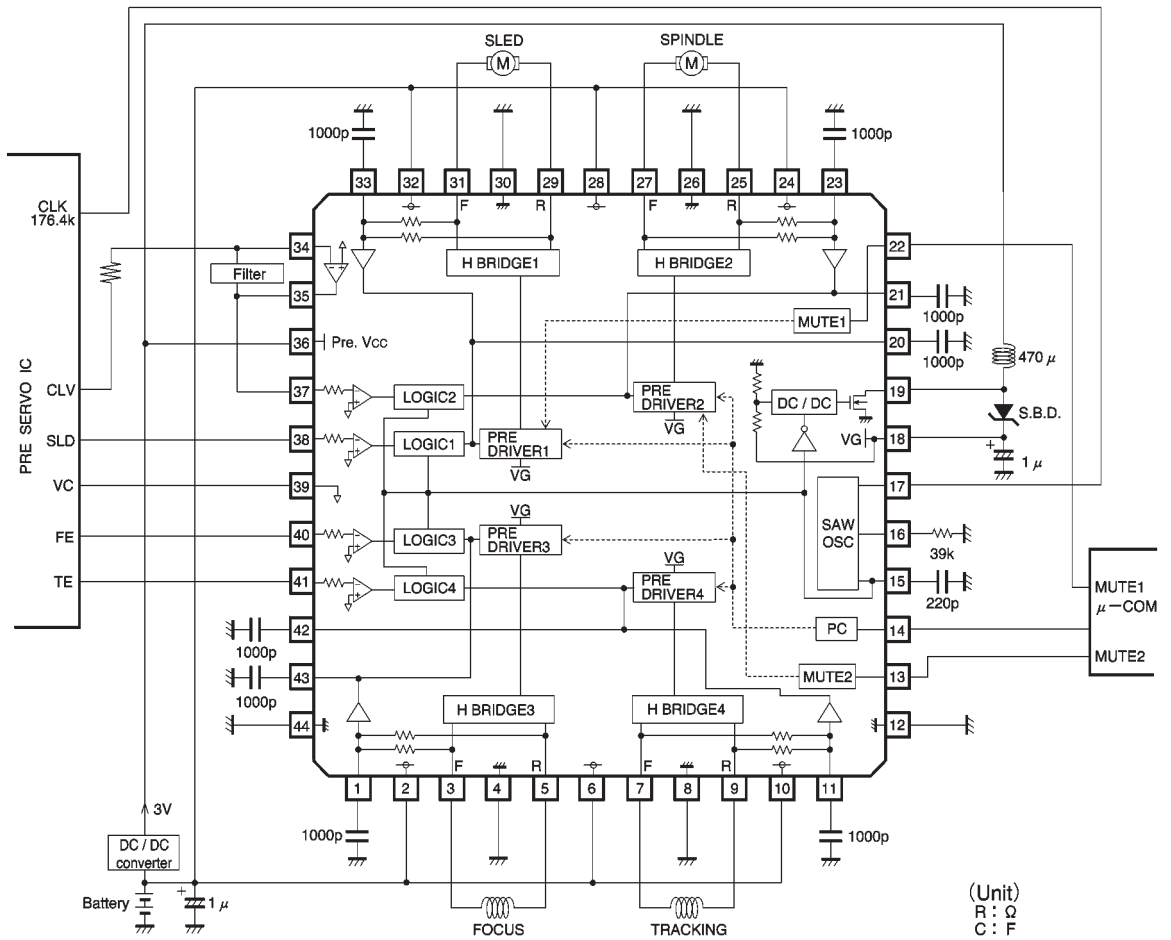 SLED SPINDLE
M M
1000p 1000p
33 32 31 30 29 28 27 26 25 24 23
F R F R
CLK
176.4k
34 22
H BRIDGE1 H BRIDGE2
Filter
35 21
1000p
MUTE1
36 Pre. Vcc 20
1000p
470 μ
PRE SERVO IC
CLV 37 LOGIC2 PRE DRIVER2 DC / DC 19
VG
S.B.D.
SLD 38 LOGIC1 PRE DRIVER1 VG 18
VG
+
1 μ
VC 39 17
SAW OSC
FE 40 LOGIC3 VG PRE DRIVER3 16
39k
VG
TE 41 LOGIC4 PRE DRIVER4 15
220p
MUTE1
μ-COM
42 PC 14
1000p
MUTE2
43 MUTE2 13
1000p
H BRIDGE3 H BRIDGE4
44 12
F R F R
1 2 3 4 5 6 7 8 9 10 11
3V
1000p 1000p
DC / DC
converter
Battery + 1 μ
FOCUS TRACKING
(Unit)
R : Ω
C : F